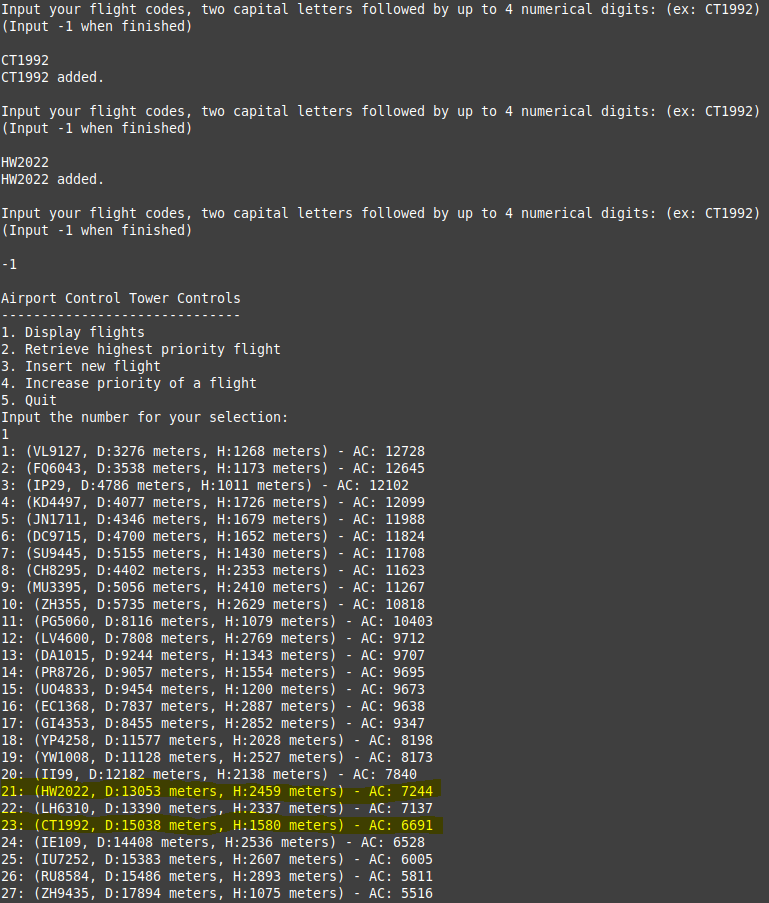 Input your flight codes, two capital letters followed by up to 4 numerical digits: (ex: CT1992)
(Input -1 when finished)
CT1992
CT1992 added.
Input your flight codes, two capital letters followed by up to 4 numerical digits: (ex: CT1992)
(Input -1 when finished)
HW2022
HW2022 added.
Input your flight codes, two capital letters followed by up to 4 numerical digits: (ex: CT1992)
(Input -1 when finished)
-1
Airport Control Tower Controls
------------------------------
1. Display flights
2. Retrieve highest priority flight
3. Insert new flight
4. Increase priority of a flight
5. Quit
Input the number for your selection:
1
1: (VL9127, D:3276 meters, H:1268 meters) - AC: 12728
2: (FQ6043, D:3538 meters, H:1173 meters) - AC: 12645
3: (IP29, D:4786 meters, H:1011 meters) - AC: 12102
4: (KD4497, D:4077 meters, H:1726 meters) - AC: 12099
5: (JN1711, D:4346 meters, H:1679 meters) - AC: 11988
6: (DC9715, D:4700 meters, H:1652 meters) - AC: 11824
7: (SU9445, D:5155 meters, H:1430 meters) - AC: 11708
8: (CH8295, D:4402 meters, H:2353 meters) - AC: 11623
9: (MU3395, D:5056 meters, H:2410 meters) - AC: 11267
10: (ZH355, D:5735 meters, H:2629 meters) - AC: 10818
11: (PG5060, D:8116 meters, H:1079 meters) - AC: 10403
12: (LV4600, D:7808 meters, H:2769 meters) - AC: 9712
13: (DA1015, D:9244 meters, H:1343 meters) - AC: 9707
14: (PR8726, D:9057 meters, H:1554 meters) - AC: 9695
15: (UO4833, D:9454 meters, H:1200 meters) - AC: 9673
16: (EC1368, D:7837 meters, H:2887 meters) - AC: 9638
17: (GI4353, D:8455 meters, H:2852 meters) - AC: 9347
18: (YP4258, D:11577 meters, H:2028 meters) - AC: 8198
19: (YW1008, D:11128 meters, H:2527 meters) - AC: 8173
20: (II99, D:12182 meters, H:2138 meters) - AC: 7840
21: (HW2022, D:13053 meters, H:2459 meters) - AC: 7244
22: (LH6310, D:13390 meters, H:2337 meters) - AC: 7137
23: (CT1992, D:15038 meters, H:1580 meters) - AC: 6691
24: (IE109, D:14408 meters, H:2536 meters) - AC: 6528
25: (IU7252, D:15383 meters, H:2607 meters) - AC: 6005
26: (RU8584, D:15486 meters, H:2893 meters) - AC: 5811
27: (ZH9435, D:17894 meters, H:1075 meters) - AC: 5516